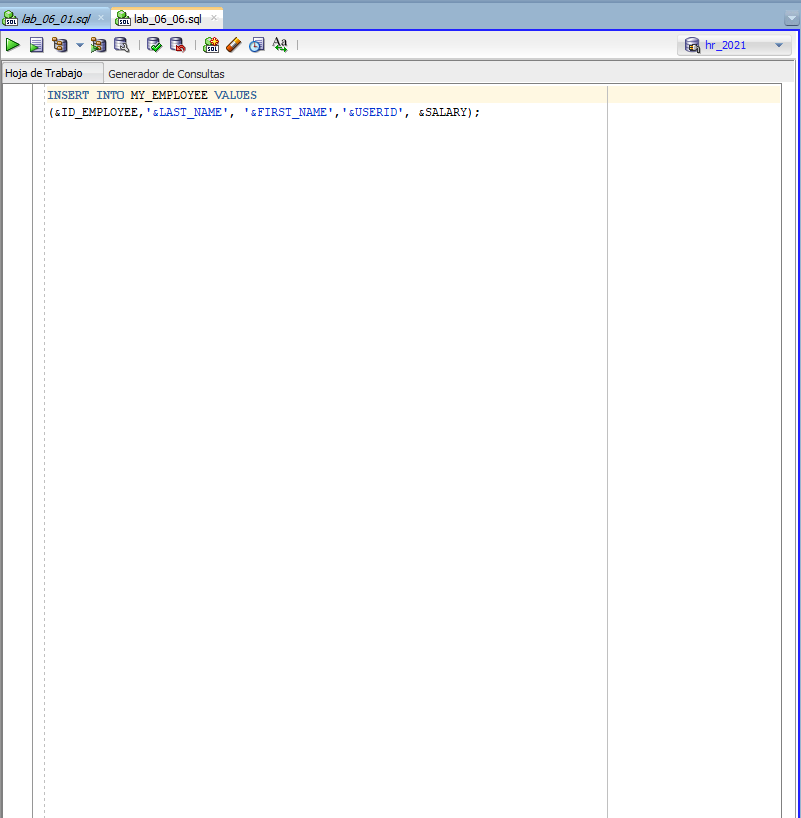 lab_06_01.sql lab_06_06.sql
hr_2021
Hoja de Trabajo Generador de Consultas
INSERT INTO MY_EMPLOYEE VALUES
(&ID_EMPLOYEE,'&LAST_NAME', '&FIRST_NAME','&USERID', &SALARY);